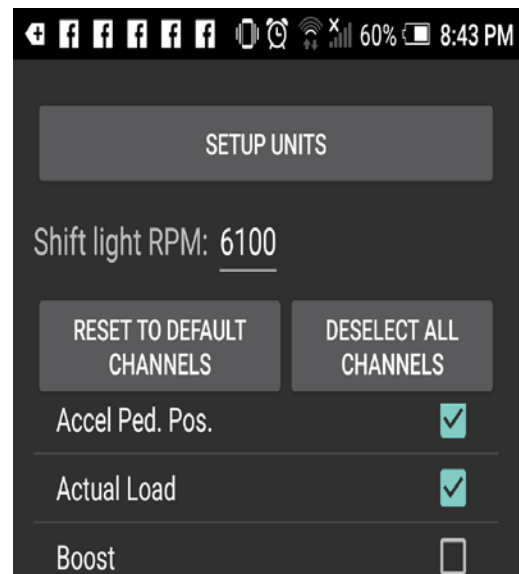 60% 8:43 PM
SETUP UNITS
Shift light RPM: 6100
RESET TO DEFAULT
CHANNELS
DESELECT ALL
CHANNELS
Accel Ped. Pos.
Actual Load
Boost